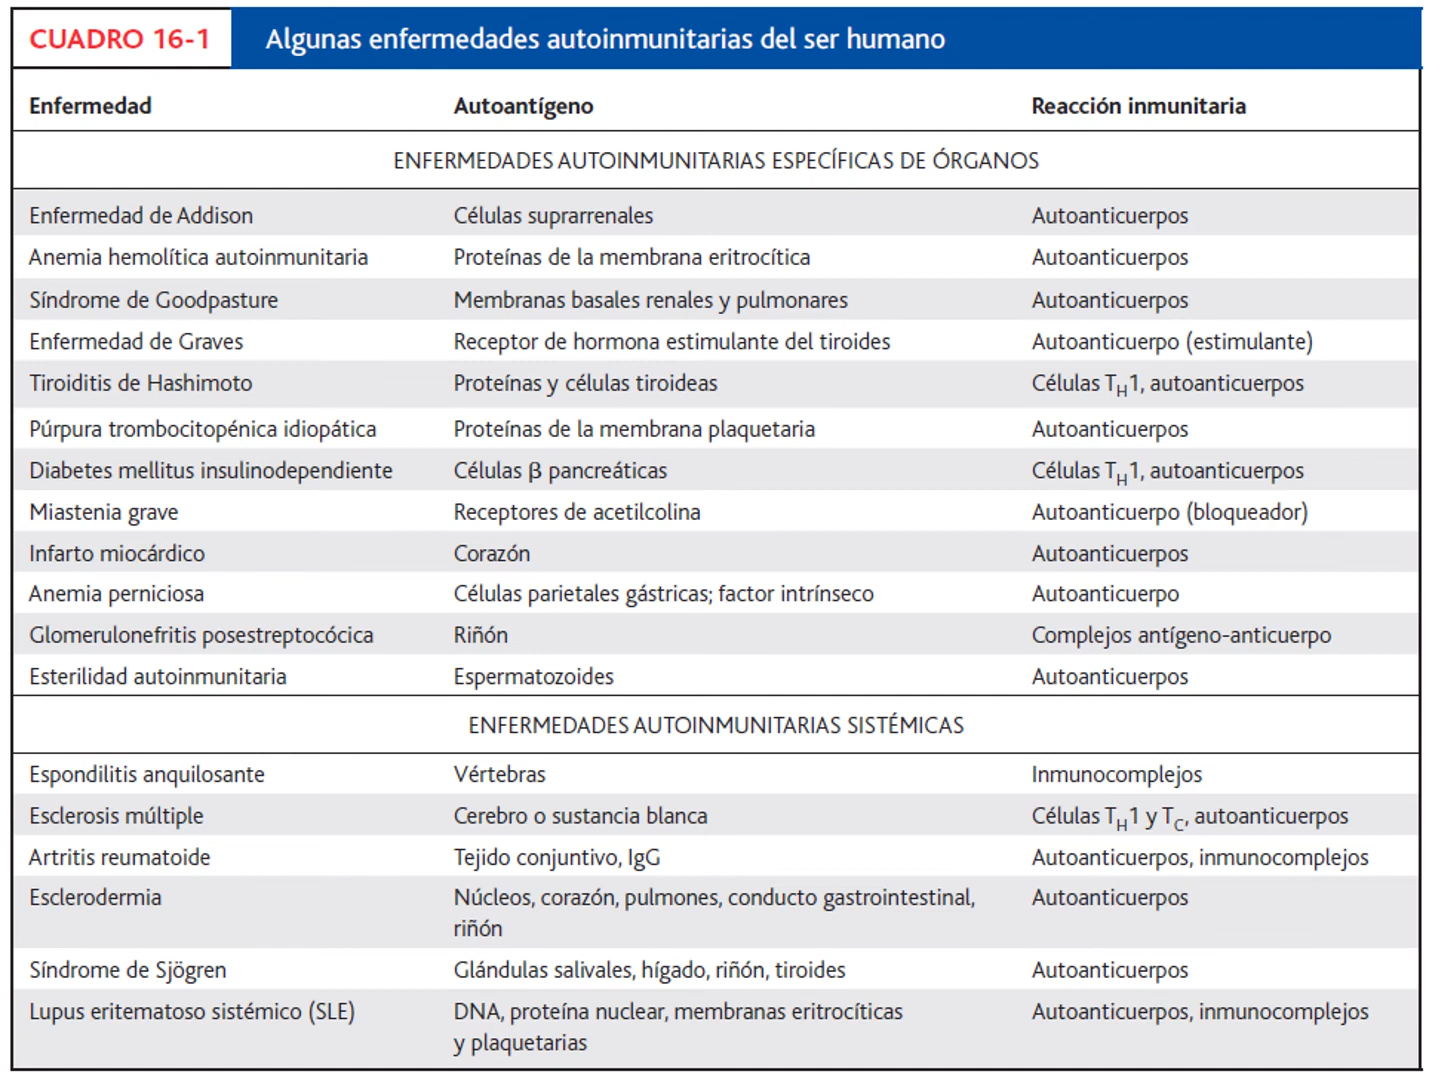 CUADRO 16-1 Algunas enfermedades autoinmunitarias del ser humano
Enfermedad Autoantígeno Reacción inmunitaria
ENFERMEDADES AUTOINMUNITARIAS ESPECÍFICAS DE ÓRGANOS
Enfermedad de Addison Células suprarrenales Autoanticuerpos
Anemia hemolítica autoinmunitaria Proteínas de la membrana eritrocítica Autoanticuerpos
Síndrome de Goodpasture Membranas basales renales y pulmonares Autoanticuerpos
Enfermedad de Graves Receptor de hormona estimulante del tiroides Autoanticuerpo (estimulante)
Tiroiditis de Hashimoto Proteínas y células tiroideas Células TH1, autoanticuerpos
Púrpura trombocitopénica idiopática Proteínas de la membrana plaquetaria Autoanticuerpos
Diabetes mellitus insulinodependiente Células β pancreáticas Células TH1, autoanticuerpos
Miastenia grave Receptores de acetilcolina Autoanticuerpo (bloqueador)
Infarto miocárdico Corazón Autoanticuerpos
Anemia perniciosa Células parietales gástricas; factor intrínseco Autoanticuerpo
Glomerulonefritis posestreptocócica Riñón Complejos antígeno-anticuerpo
Esterilidad autoinmunitaria Espermatozoides Autoanticuerpos
ENFERMEDADES AUTOINMUNITARIAS SISTÉMICAS
Espondilitis anquilosante Vértebras Inmunocomplejos
Esclerosis múltiple Cerebro o sustancia blanca Células TH1 y TC, autoanticuerpos
Artritis reumatoide Tejido conjuntivo, IgG Autoanticuerpos, inmunocomplejos
Esclerodermia Núcleos, corazón, pulmones, conducto gastrointestinal, Autoanticuerpos
riñón
Síndrome de Sjögren Glándulas salivales, hígado, riñón, tiroides Autoanticuerpos
Lupus eritematoso sistémico (SLE) DNA, proteína nuclear, membranas eritrocíticas Autoanticuerpos, inmunocomplejos
y plaquetarias